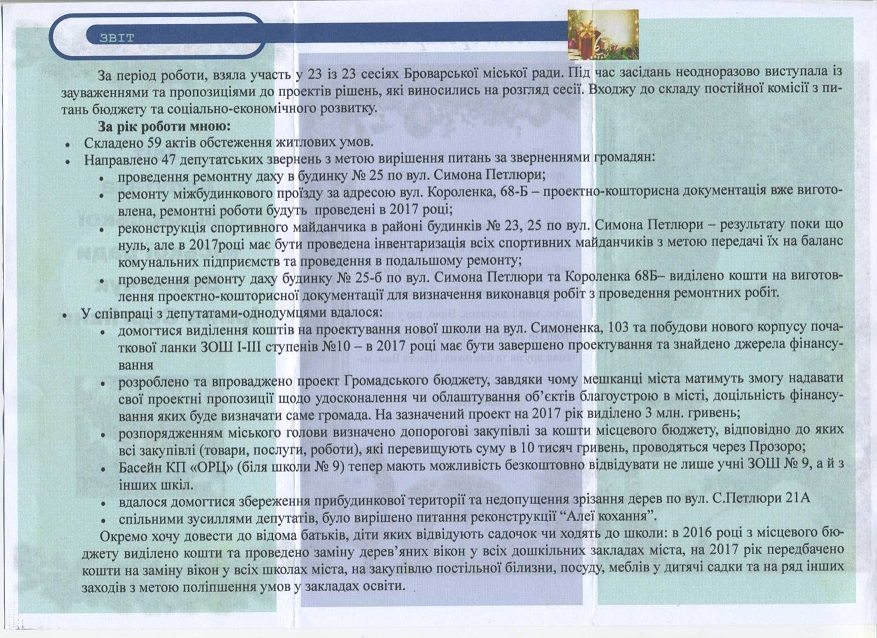 ЗВІТ
За період роботи, взяла участь у 23 із 23 сесіях Броварської міської ради. Під час засідань неодноразово виступала із
зауваженнями та пропозиціями до проектів рішень, які виносились на розгляд сесії. Входжу до складу постійної комісії з пи-
тань бюджету та соціально-економічного розвитку.
За рік роботи мною:
• Складено 59 актів обстеження житлових умов.
• Направлено 47 депутатських звернень з метою вирішення питань за зверненнями громадян:
• проведення ремонтну даху в будинку № 25 по вул. Симона Петлюри;
• ремонту міжбудинкового проїзду за адресою вул. Короленка, 68-Б – проектно-кошторисна документація вже вигото-
влена, ремонтні роботи будуть проведені в 2017 році;
• реконструкція спортивного майданчика в районі будинків № 23, 25 по вул. Симона Петлюри – результату поки що
нуль, але в 2017році має бути проведена інвентаризація всіх спортивних майданчиків з метою передачі їх на баланс
комунальних підприємств та проведення в подальшому ремонту;
• проведення ремонту даху будинку № 25-б по вул. Симона Петлюри та Короленка 68Б– виділено кошти на виготов-
лення проектно-кошторисної документації для визначення виконавця робіт з проведення ремонтних робіт.
• У співпраці з депутатами-однодумцями вдалося:
• домогтися виділення коштів на проектування нової школи на вул. Симоненка, 103 та побудови нового корпусу поча-
ткової ланки ЗОШ І-ІІІ ступенів №10 – в 2017 році має бути завершено проектування та знайдено джерела фінансу-
вання
• розроблено та впроваджено проект Громадського бюджету, завдяки чому мешканці міста матимуть змогу надавати
свої проектні пропозиції щодо удосконалення чи облаштування об’єктів благоустрою в місті, доцільність фінансу-
вання яких буде визначати саме громада. На зазначений проект на 2017 рік виділено 3 млн. гривень;
• розпорядженням міського голови визначено допорогові закупівлі за кошти місцевого бюджету, відповідно до яких
всі закупівлі (товари, послуги, роботи), які перевищують суму в 10 тисяч гривень, проводяться через Прозоро;
• Басейн КП «ОРЦ» (біля школи № 9) тепер мають можливість безкоштовно відвідувати не лише учні ЗОШ № 9, а й з
інших шкіл.
• вдалося домогтися збереження прибудинкової території та недопущення зрізання дерев по вул. С.Петлюри 21А
• спільними зусиллями депутатів, було вирішено питання реконструкції “Алеї кохання”.
Окремо хочу довести до відома батьків, діти яких відвідують садочок чи ходять до школи: в 2016 році з місцевого бю-
джету виділено кошти та проведено заміну дерев’яних вікон у всіх дошкільних закладах міста, на 2017 рік передбачено
кошти на заміну вікон у всіх школах міста, на закупівлю постільної білизни, посуду, меблів у дитячі садки та на ряд інших
заходів з метою поліпшення умов у закладах освіти.